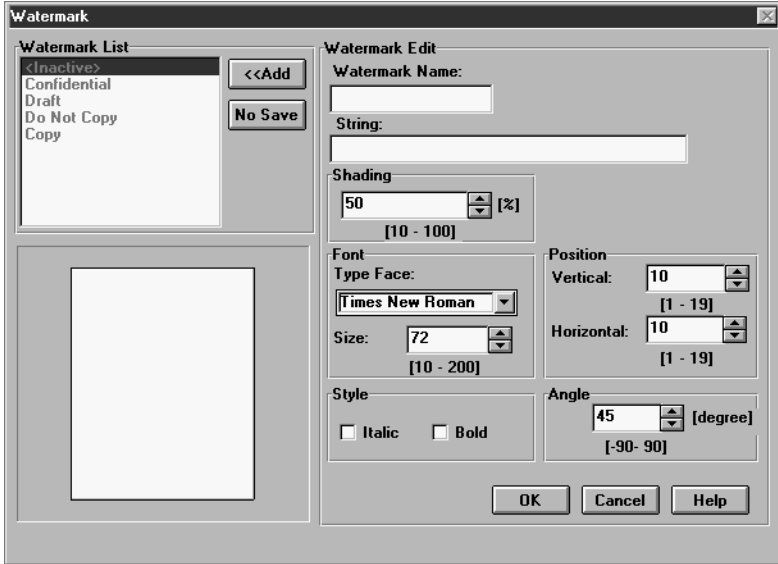 Watermark
Watermark List
<Inactive>
Confidential
Draft
Do Not Copy
Copy
<<Add
No Save
Watermark Edit
Watermark Name:
String:
Shading
50 [%]
[10 - 100]
Font
Type Face:
Times New Roman
Size: 72
[10 - 200]
Position
Vertical: 10
[1 - 19]
Horizontal: 10
[1 - 19]
Style
Italic Bold
Angle
45 [degree]
[-90- 90]
OK Cancel Help